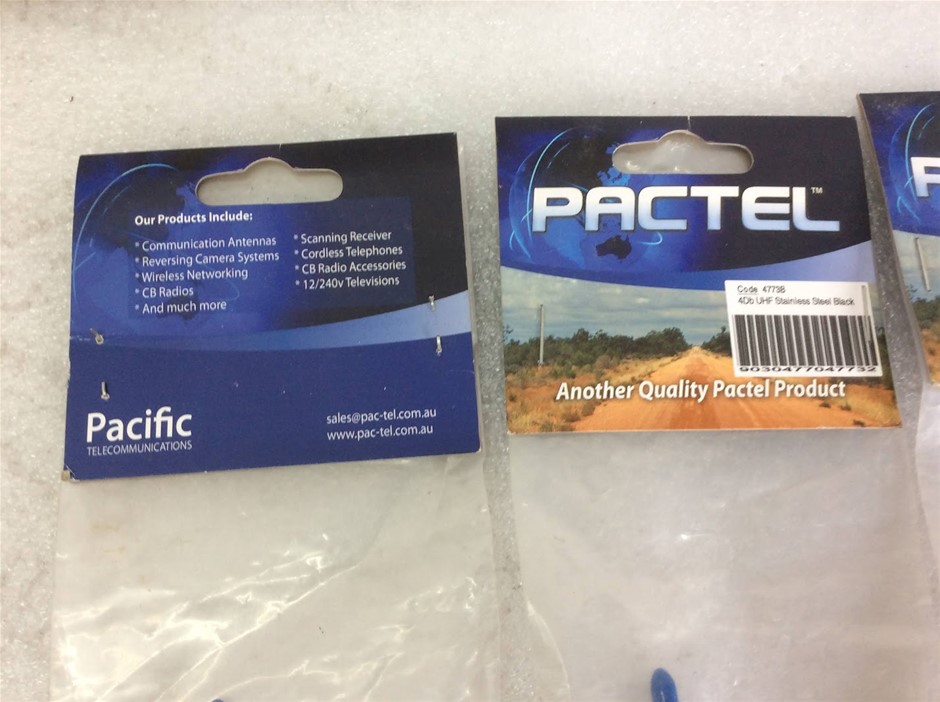 Our Products Include:
* Communication Antennas
* Reversing Camera Systems
* Wireless Networking
* CB Radios
* And much more
* Scanning Receiver
* Cordless Telephones
* CB Radio Accessories
* 12/240v Televisions
Pacific
TELECOMMUNICATIONS
sales@pac-tel.com.au
www.pac-tel.com.au
PACTEL™
Code 4773B
4Db UHF Stainless Steel Black
9030477047732
Another Quality Pactel Product